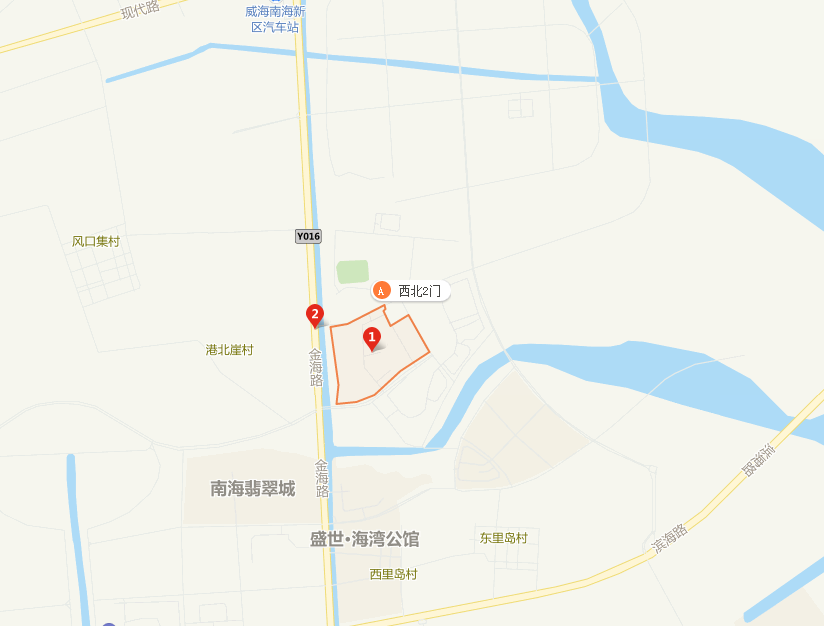 现代路
威海南海新
区汽车站
Y016
风口集村
A 西北2门
2
1
港北崖村
金海路
金海路
滨海路
南海翡翠城
盛世·海湾公馆
东里岛村
滨海路
西里岛村